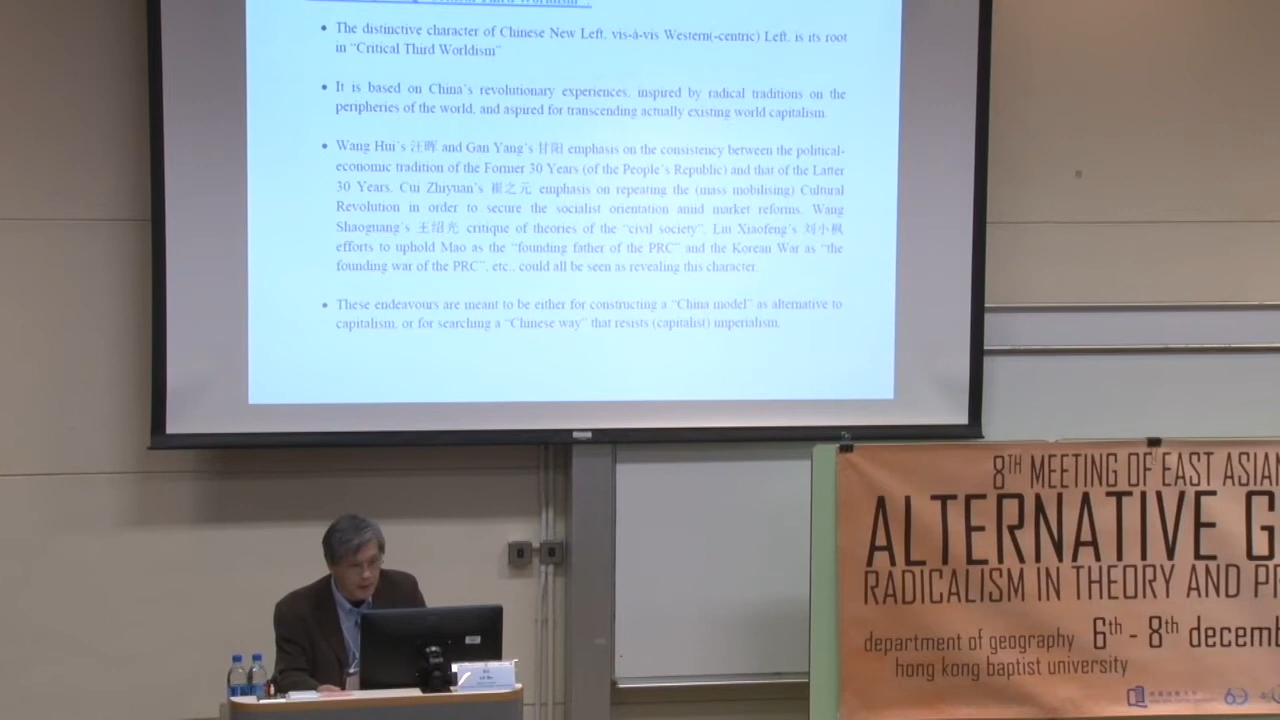 • The distinctive character of Chinese New Left, vis-à-vis Western(-centric) Left, is its root
in “Critical Third Worldism”
• It is based on China’s revolutionary experiences, inspired by radical traditions on the
peripheries of the world, and aspired for transcending actually existing world capitalism.
• Wang Hui’s 汪晖 and Gan Yang’s 甘阳 emphasis on the consistency between the political-
economic tradition of the Former 30 Years (of the People’s Republic) and that of the Latter
30 Years, Cui Zhiyuan’s 崔之元 emphasis on repeating the (mass mobilising) Cultural
Revolution in order to secure the socialist orientation amid market reforms, Wang
Shaoguang’s 王绍光 critique of theories of the “civil society”, Liu Xiaofeng’s 刘小枫
efforts to uphold Mao as the “founding father of the PRC” and the Korean War as “the
founding war of the PRC”, etc., could all be seen as revealing this character.
• These endeavours are meant to be either for constructing a “China model” as alternative to
capitalism, or for searching a “Chinese way” that resists (capitalist) imperialism.
8TH MEETING OF EAST ASIAN
ALTERNATIVE G
RADICALISM IN THEORY AND PR
department of geography 6th - 8th decemb
hong kong baptist university